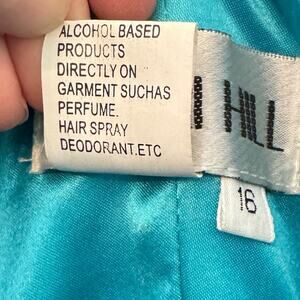 ALCOHOL BASED
PRODUCTS
DIRECTLY ON
GARMENT SUCHAS
PERFUME.
HAIR SPRAY
DEODORANT.ETC
16